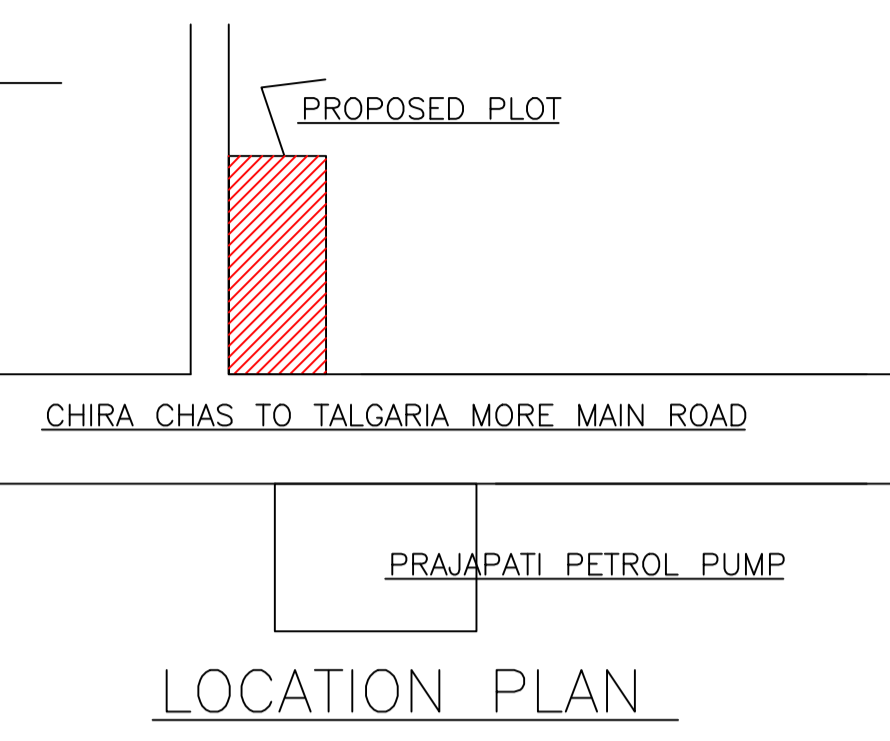 PROPOSED PLOT
CHIRA CHAS TO TALGARIA MORE MAIN ROAD
PRAJAPATI PETROL PUMP
LOCATION PLAN